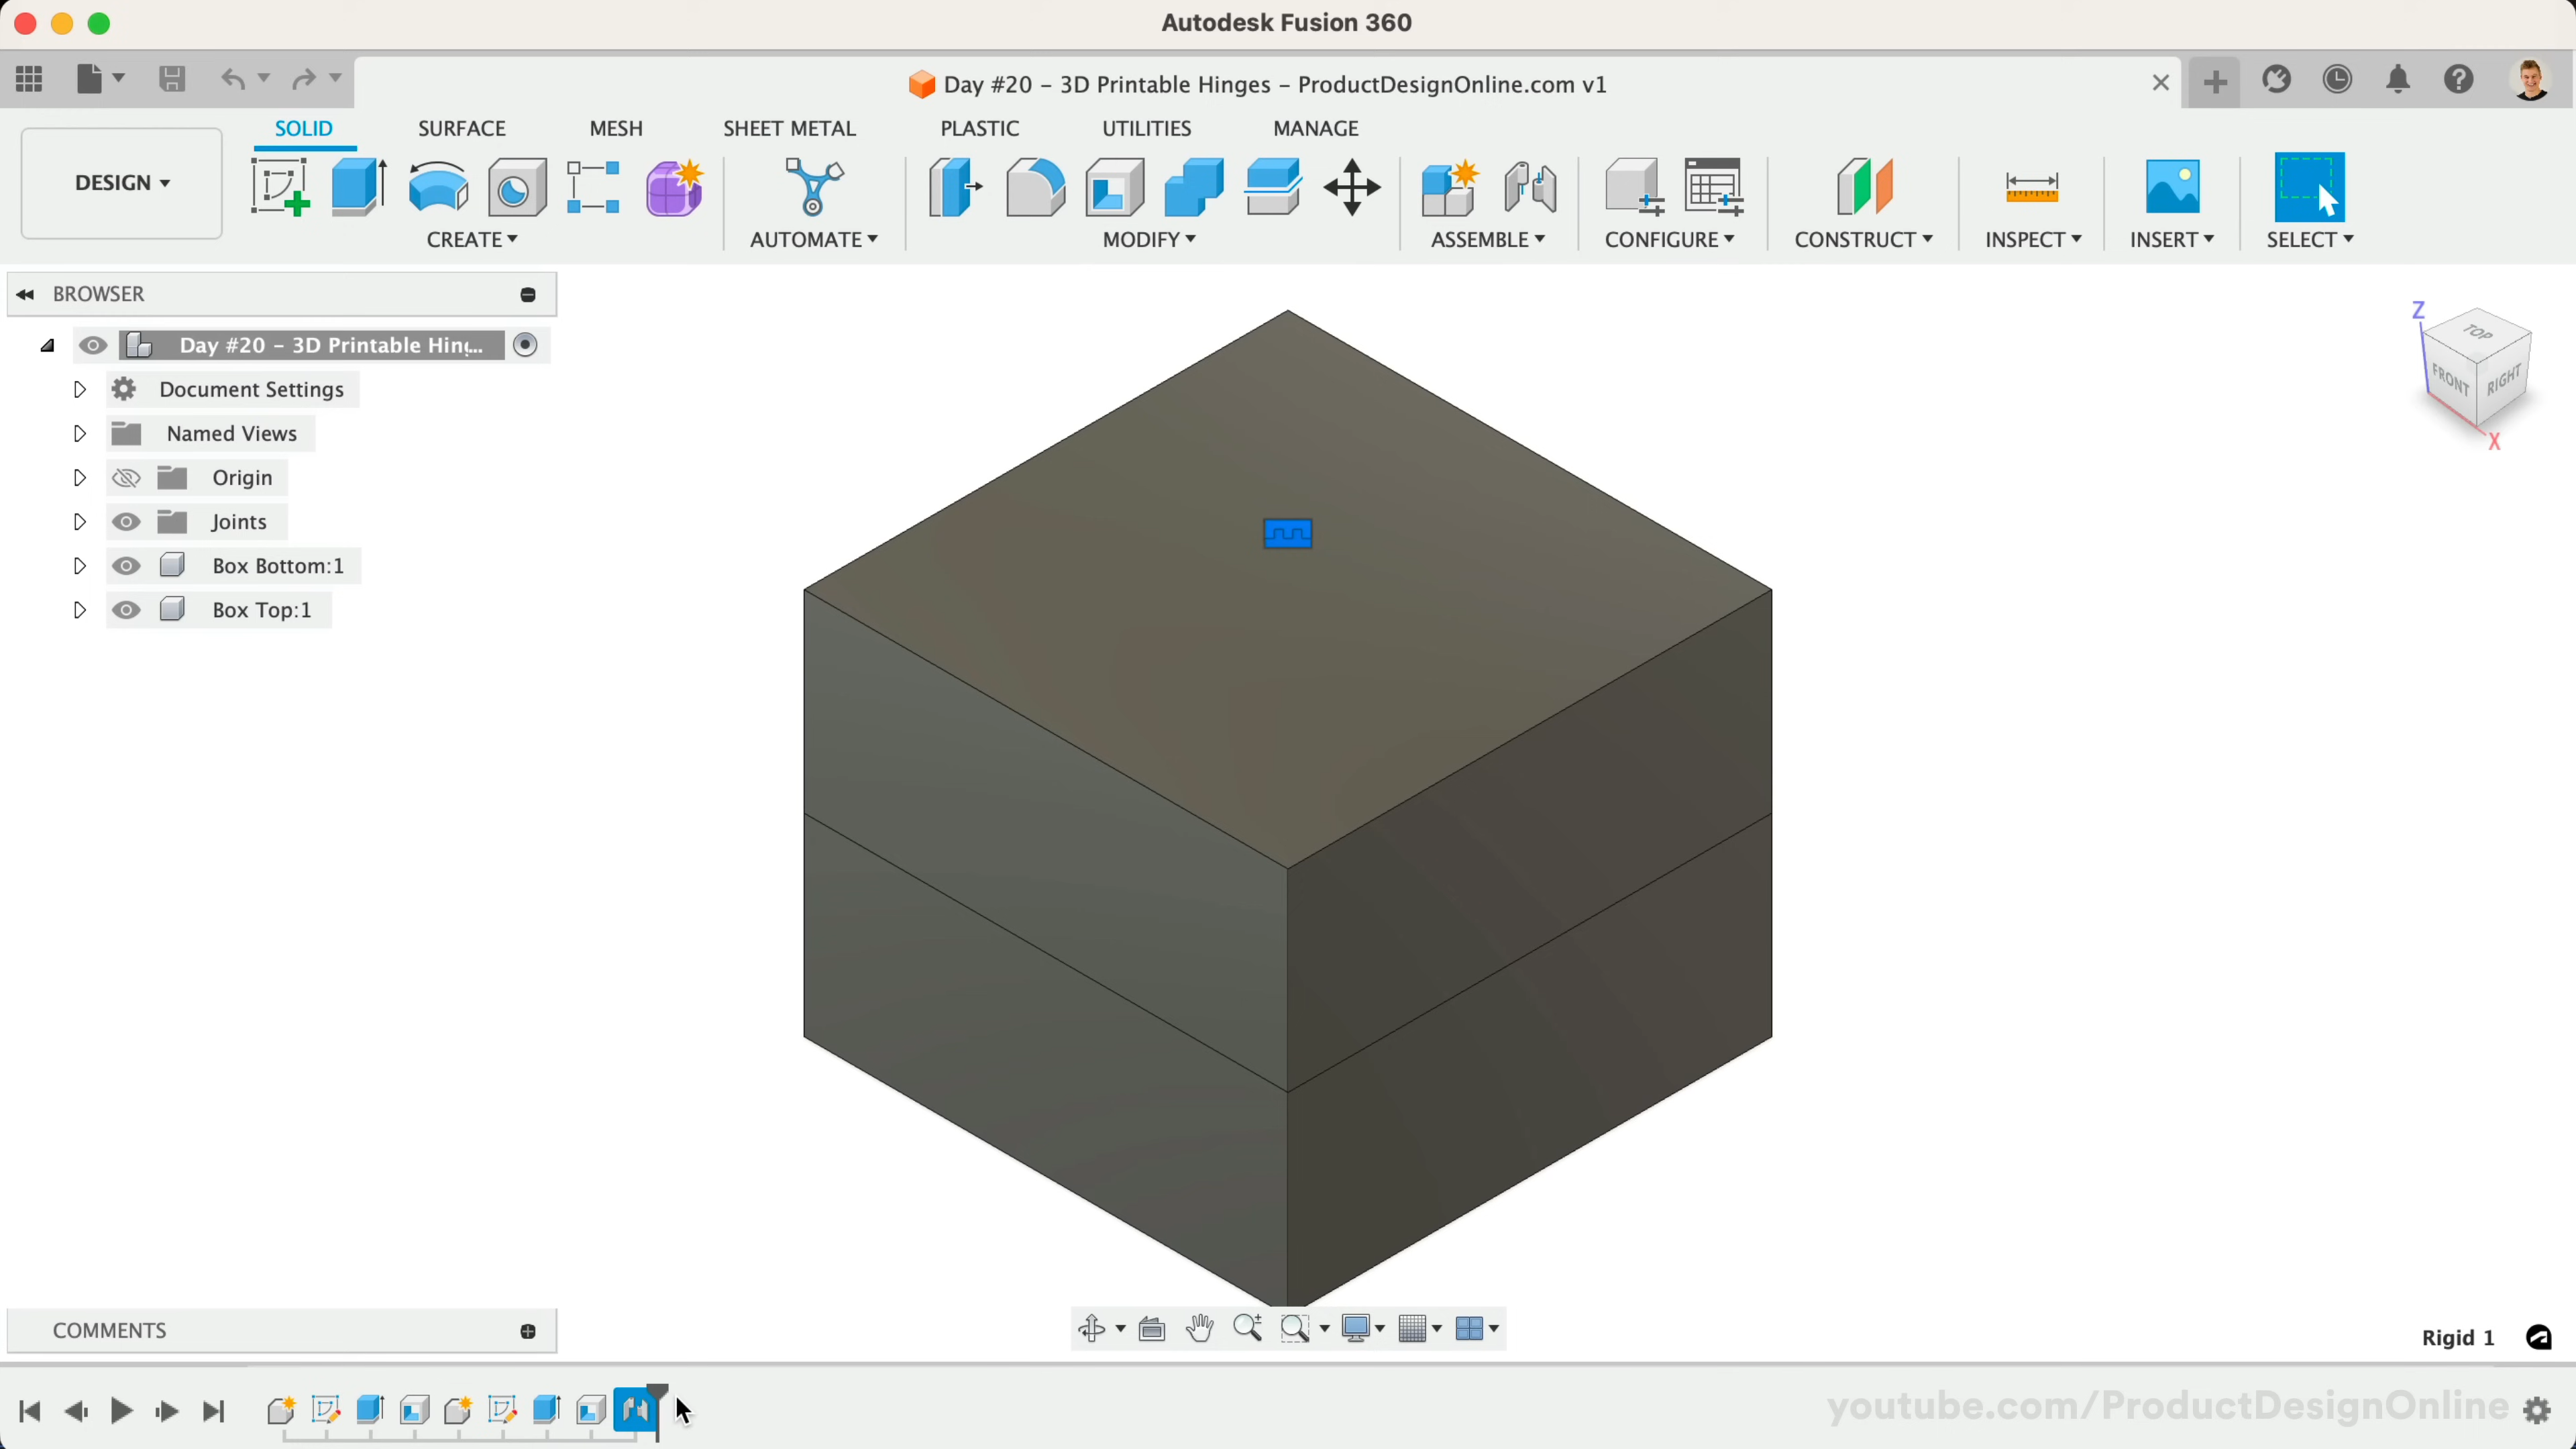 Autodesk Fusion 360
Day #20 - 3D Printable Hinges - ProductDesignOnline.com v1
SOLID SURFACE MESH SHEET METAL PLASTIC UTILITIES MANAGE
DESIGN
CREATE AUTOMATE MODIFY ASSEMBLE CONFIGURE CONSTRUCT INSPECT INSERT SELECT
BROWSER
Day #20 - 3D Printable Hing...
Document Settings
Named Views
Origin
Joints
Box Bottom:1
Box Top:1
Z
TOP
FRONT RIGHT
X
COMMENTS
Rigid 1
youtube.com/ProductDesignOnline